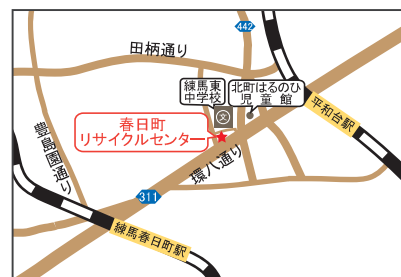 442
田柄通り
練馬東
中学校
北町はるのひ
児童館
文
平和台駅
春日町
リサイクルセンター
豊島園通り
環八通り
311
練馬春日町駅